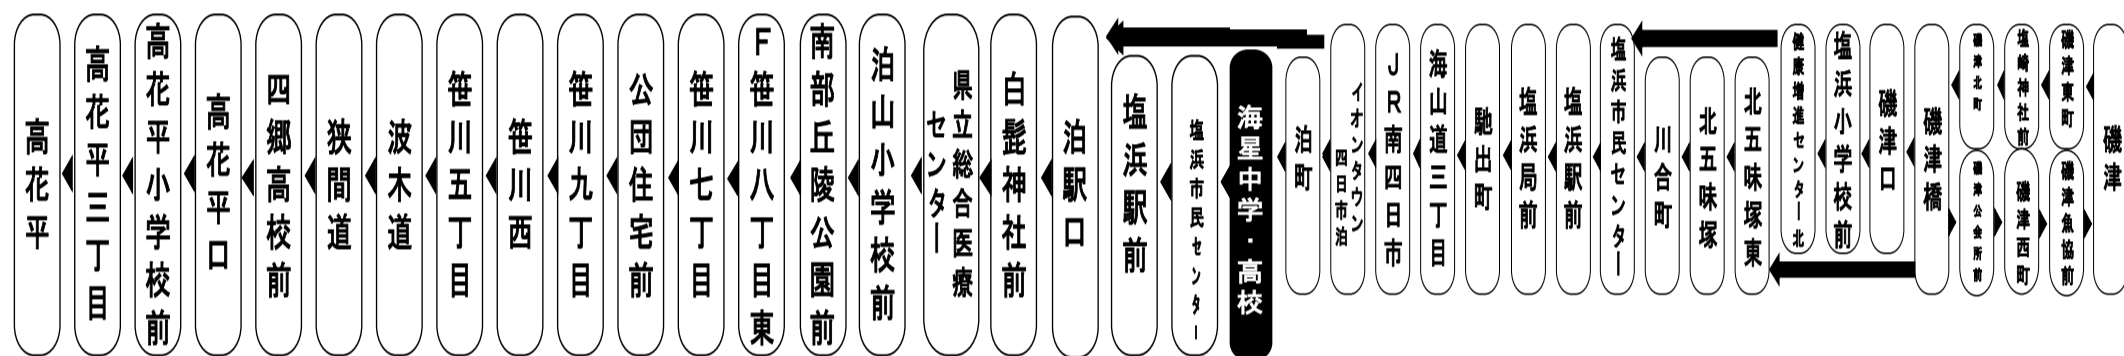 高花平
高花平三丁目
高花平小学校前
高花平口
四郷高校前
狭間道
波木道
笹川五丁目
笹川西
笹川九丁目
公団住宅前
笹川七丁目
F笹川八丁目東
南部丘陵公園前
泊山小学校前
県立総合医療
センター
白髭神社前
泊駅口
塩浜駅前
塩浜市民センター
海星中学・高校
泊町
イオンタウン
四日市泊
JR南四日市
海山道三丁目
馳出町
塩浜局前
塩浜駅前
塩浜市民センター
川合町
北五味塚
北五味塚東
健康増進センター北
塩浜小学校前
磯津口
磯津橋
磯津北町
磯津公会所前
塩崎神社前
磯津西町
磯津東町
磯津魚協前
磯津